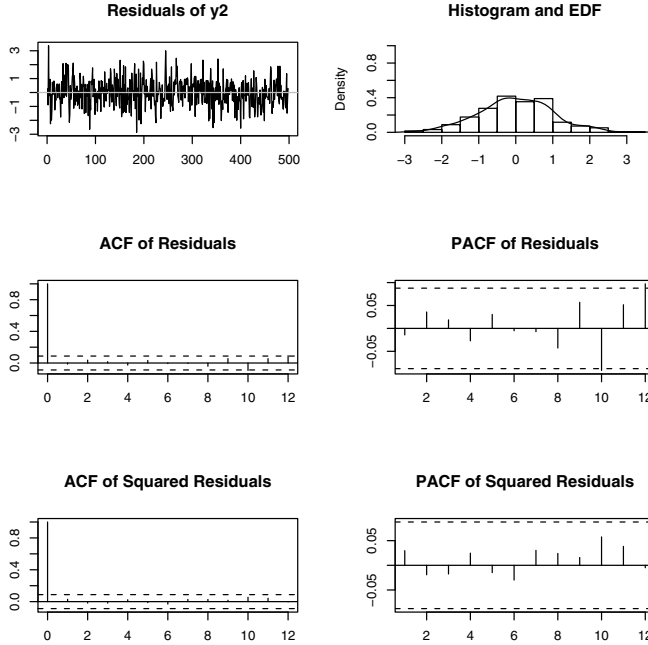 Residuals of y2
3
1
−1
−3
0 100 200 300 400 500
Histogram and EDF
Density
0.8
0.4
0.0
−3 −2 −1 0 1 2 3
ACF of Residuals
0.8
0.4
0.0
0 2 4 6 8 10 12
PACF of Residuals
0.05
−0.05
2 4 6 8 10 12
ACF of Squared Residuals
0.8
0.4
0.0
0 2 4 6 8 10 12
PACF of Squared Residuals
0.05
−0.05
2 4 6 8 10 12